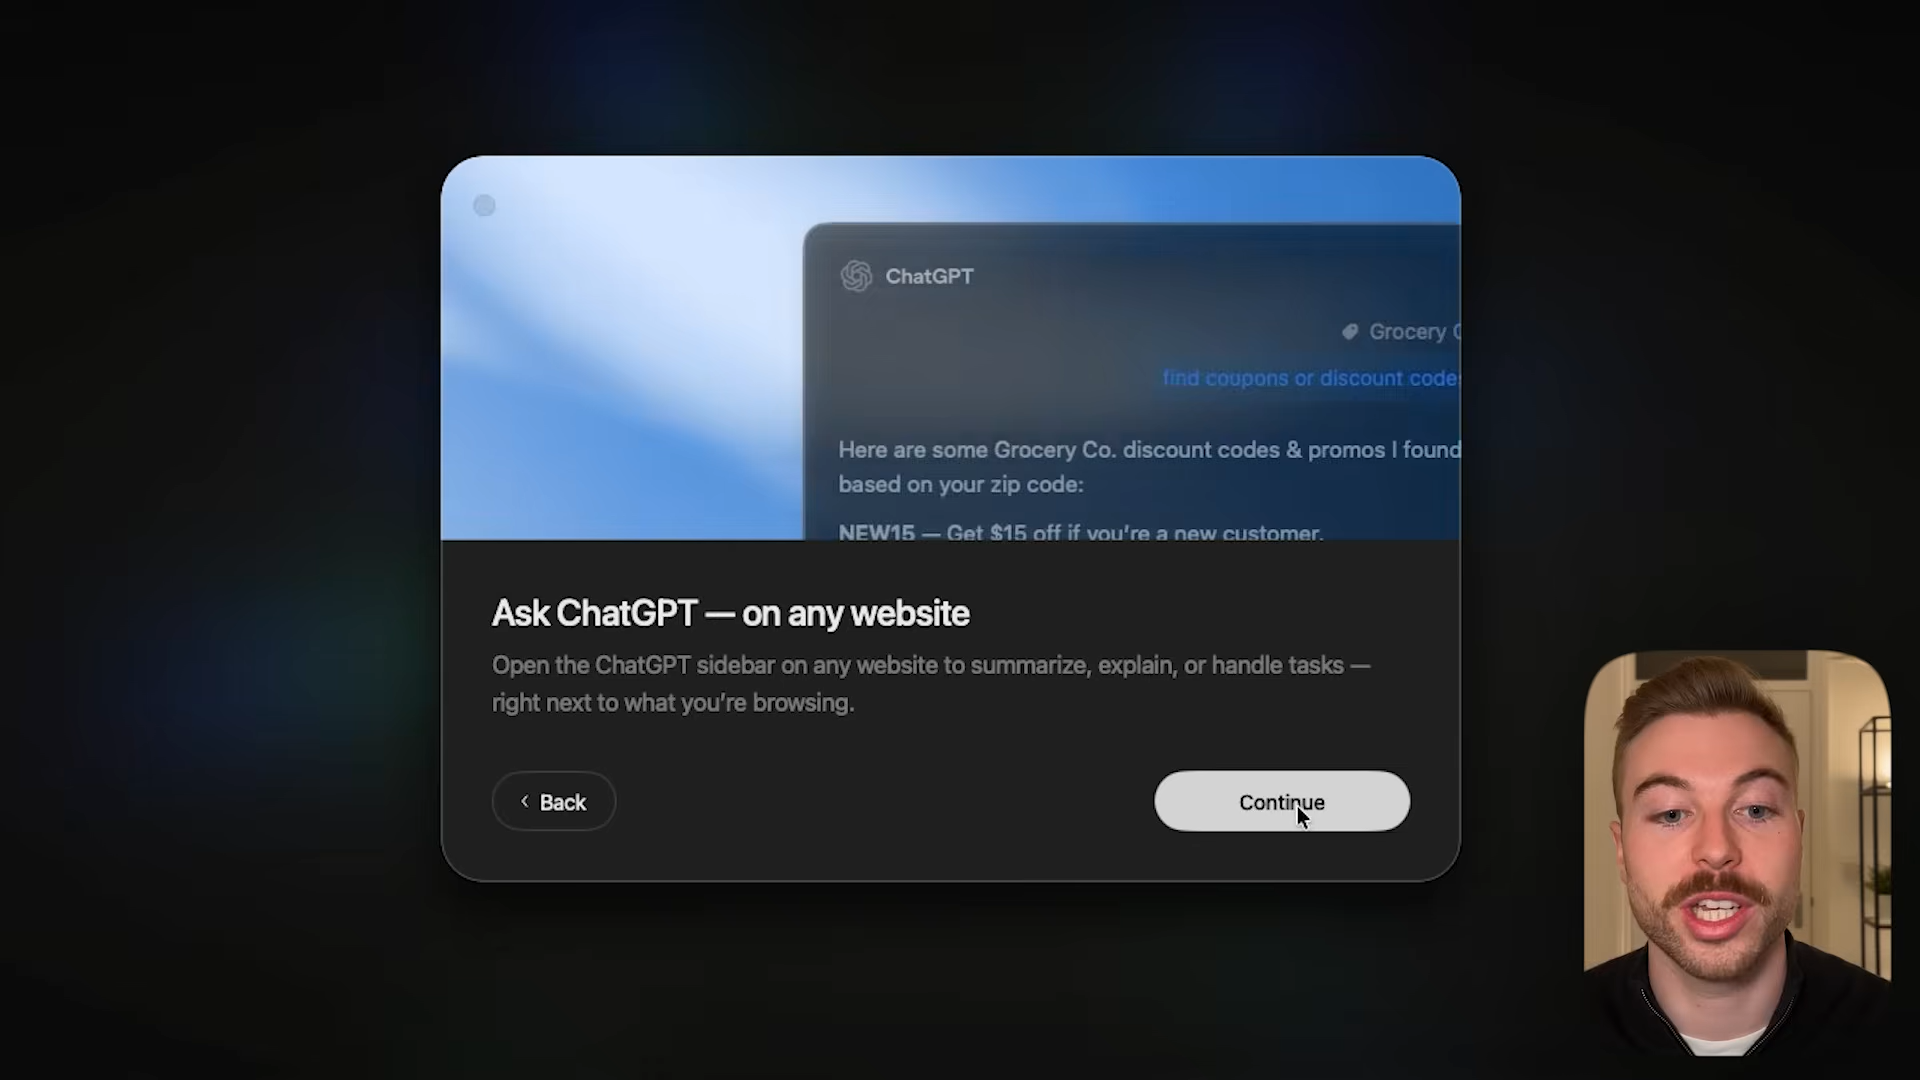 ChatGPT
Grocery
find coupons or discount code
Here are some Grocery Co. discount codes & promos I found
based on your zip code:
NEW15 — Get $15 off if you're a new customer.
Ask ChatGPT — on any website
Open the ChatGPT sidebar on any website to summarize, explain, or handle tasks —
right next to what you're browsing.
Back
Continue